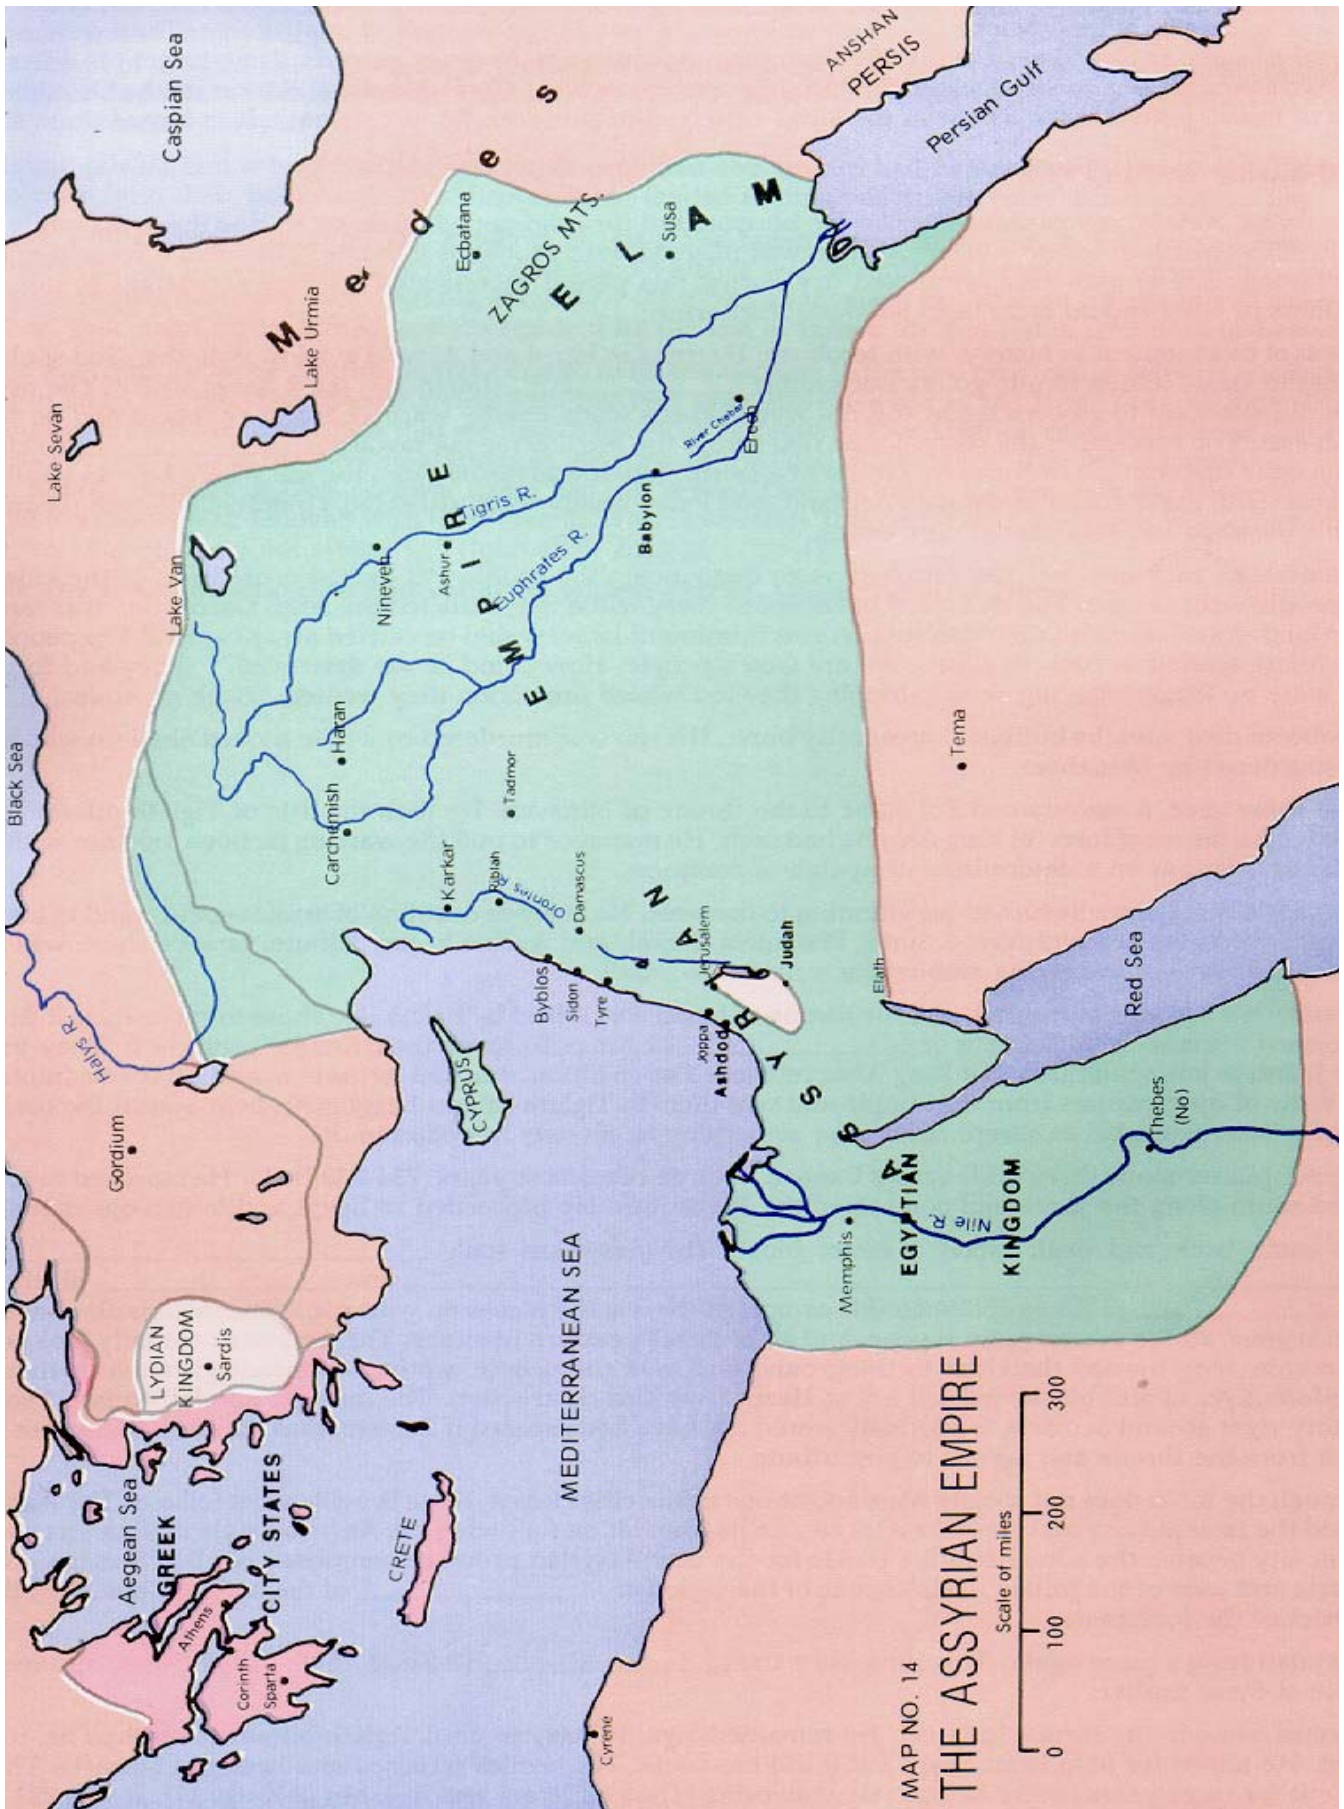 MAP NO. 14
THE ASSYRIAN EMPIRE
Scale of miles
0 100 200 300
Black Sea
Caspian Sea
Lake Sevan
Lake Van
Lake Urmia
Medes
Halys R.
Gordium
LYDIAN
KINGDOM
Sardis
Aegean Sea
GREEK
CITY STATES
Athens
Corinth
Sparta
CRETE
CYPRUS
MEDITERRANEAN SEA
Cyrene
Carchemish
Haran
Nineveh
Ashur
Tigris R.
Euphrates R.
ASSYRIAN EMPIRE
Ecbatana
ZAGROS MTS.
ELAM
Susa
Karkar
Riblah
Orontes R.
Tadmor
Damascus
Byblos
Sidon
Tyre
Babylon
River Chebar
Erech
Joppa
Jerusalem
Ashdod
Judah
Elath
Tema
ANSHAN
PERSIS
Persian Gulf
Memphis
EGYPTIAN
KINGDOM
Nile R.
Thebes
(No)
Red Sea